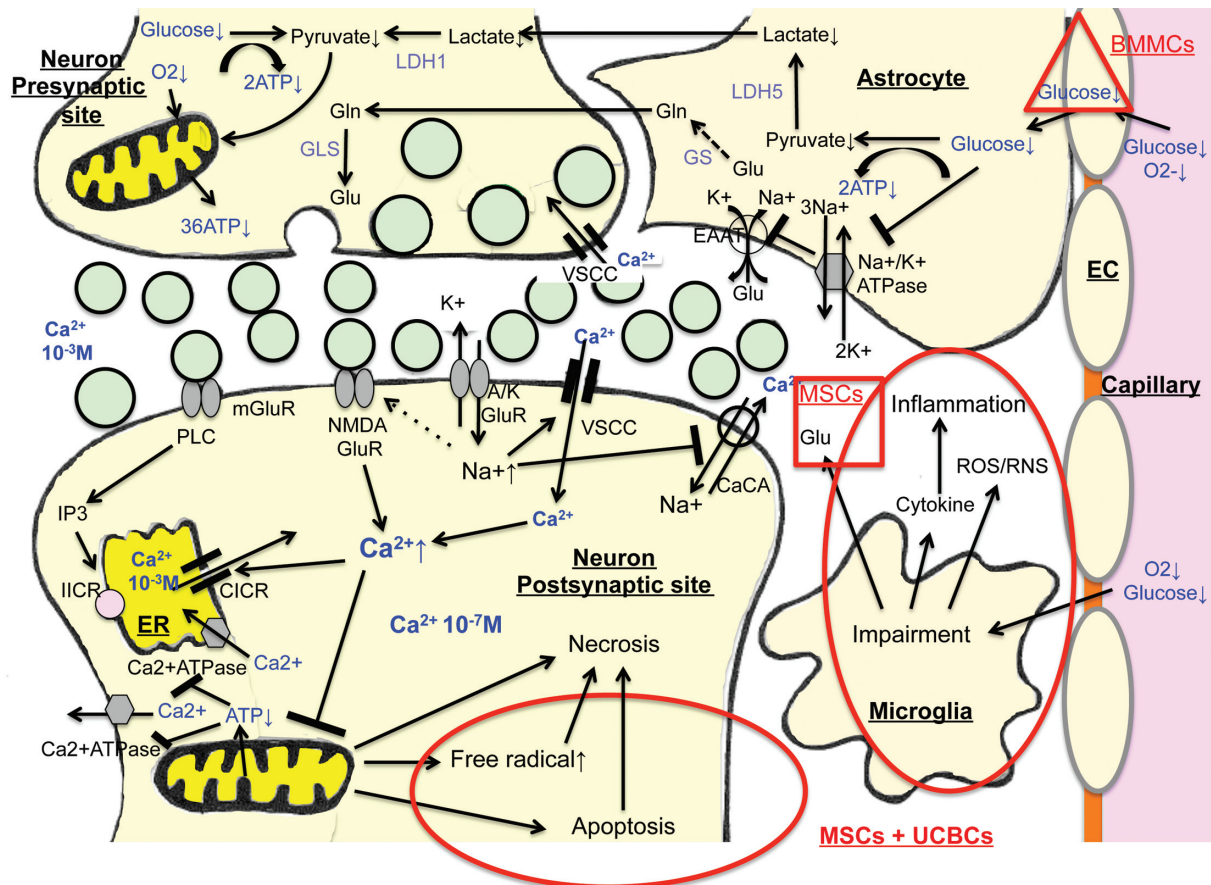 Glucose↓
Pyruvate↓
Lactate↓
Lactate↓
BMMCs
Neuron
Presynaptic
site
O2↓
2ATP↓
LDH1
LDH5
Astrocyte
Glucose↓
Gln
Gln
Pyruvate↓
Glucose↓
Glucose↓
O2-↓
GLS
GS
Glu
Glu
2ATP↓
36ATP↓
K+
Na+
3Na+
EAAT
VSCC
Ca²⁺
Glu
Na+/K+
ATPase
EC
K+
Ca²⁺
Ca²⁺
10⁻³M
2K+
mGluR
A/K
GluR
Ca²
MSCs
Inflammation
Capillary
PLC
NMDA
GluR
VSCC
Glu
Na+↑
ROS/RNS
Na+
CaCA
Cytokine
IP3
Ca²⁺
Ca²⁺↑
Ca²⁺
10⁻³M
IICR
CICR
Neuron
Postsynaptic site
O2↓
Glucose↓
ER
Ca²⁺ 10⁻⁷M
Impairment
Ca2+ATPase
Ca2+
Necrosis
Ca2+
ATP↓
Microglia
Ca2+ATPase
Free radical↑
Apoptosis
MSCs + UCBCs